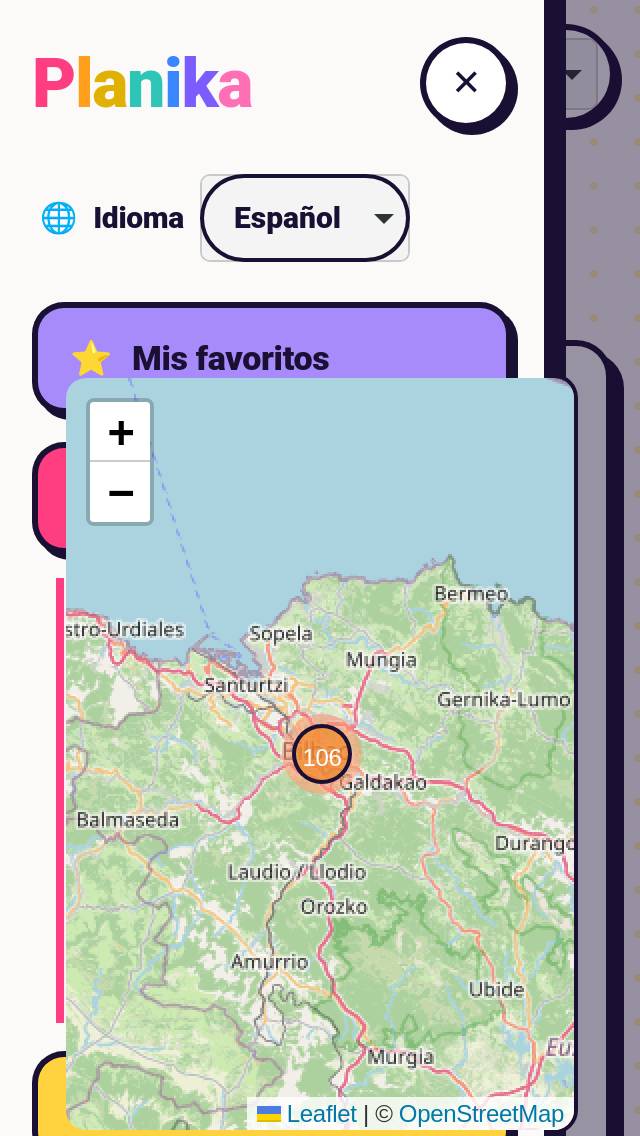 Planika
✕
🌐 Idioma Español
⭐ Mis favoritos
+
−
Bermeo
stro-Urdiales
Sopela
Mungia
Santurtzi
Gernika-Lumo
106
Galdakao
Balmaseda
Durango
Laudio / Llodio
Orozko
Amurrio
Ubide
Murgia
Eu
Leaflet | © OpenStreetMap